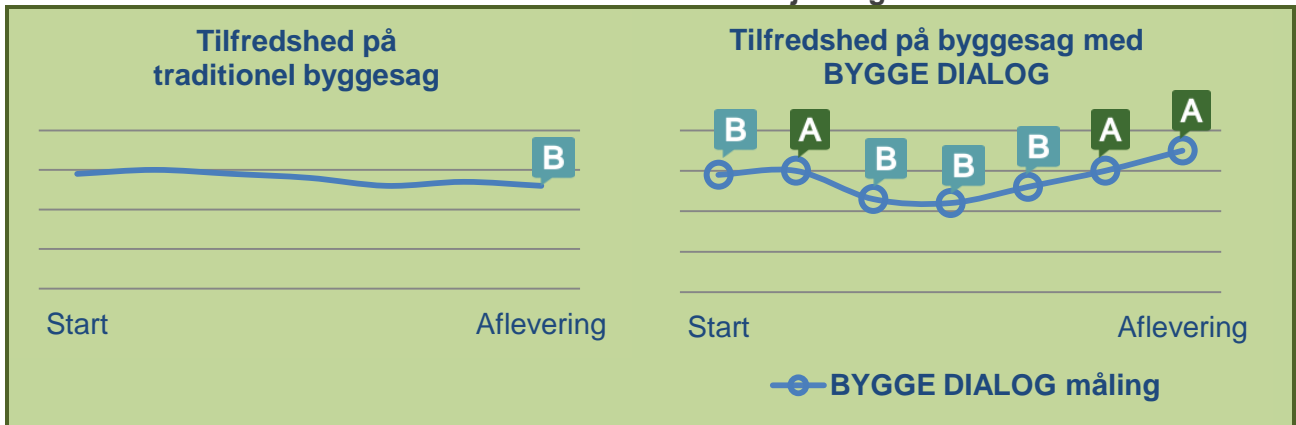 Tilfredshed på
traditionel byggesag
B
Start
Aflevering
Tilfredshed på byggesag med
BYGGE DIALOG
B
A
B
B
B
A
A
Start
Aflevering
BYGGE DIALOG måling